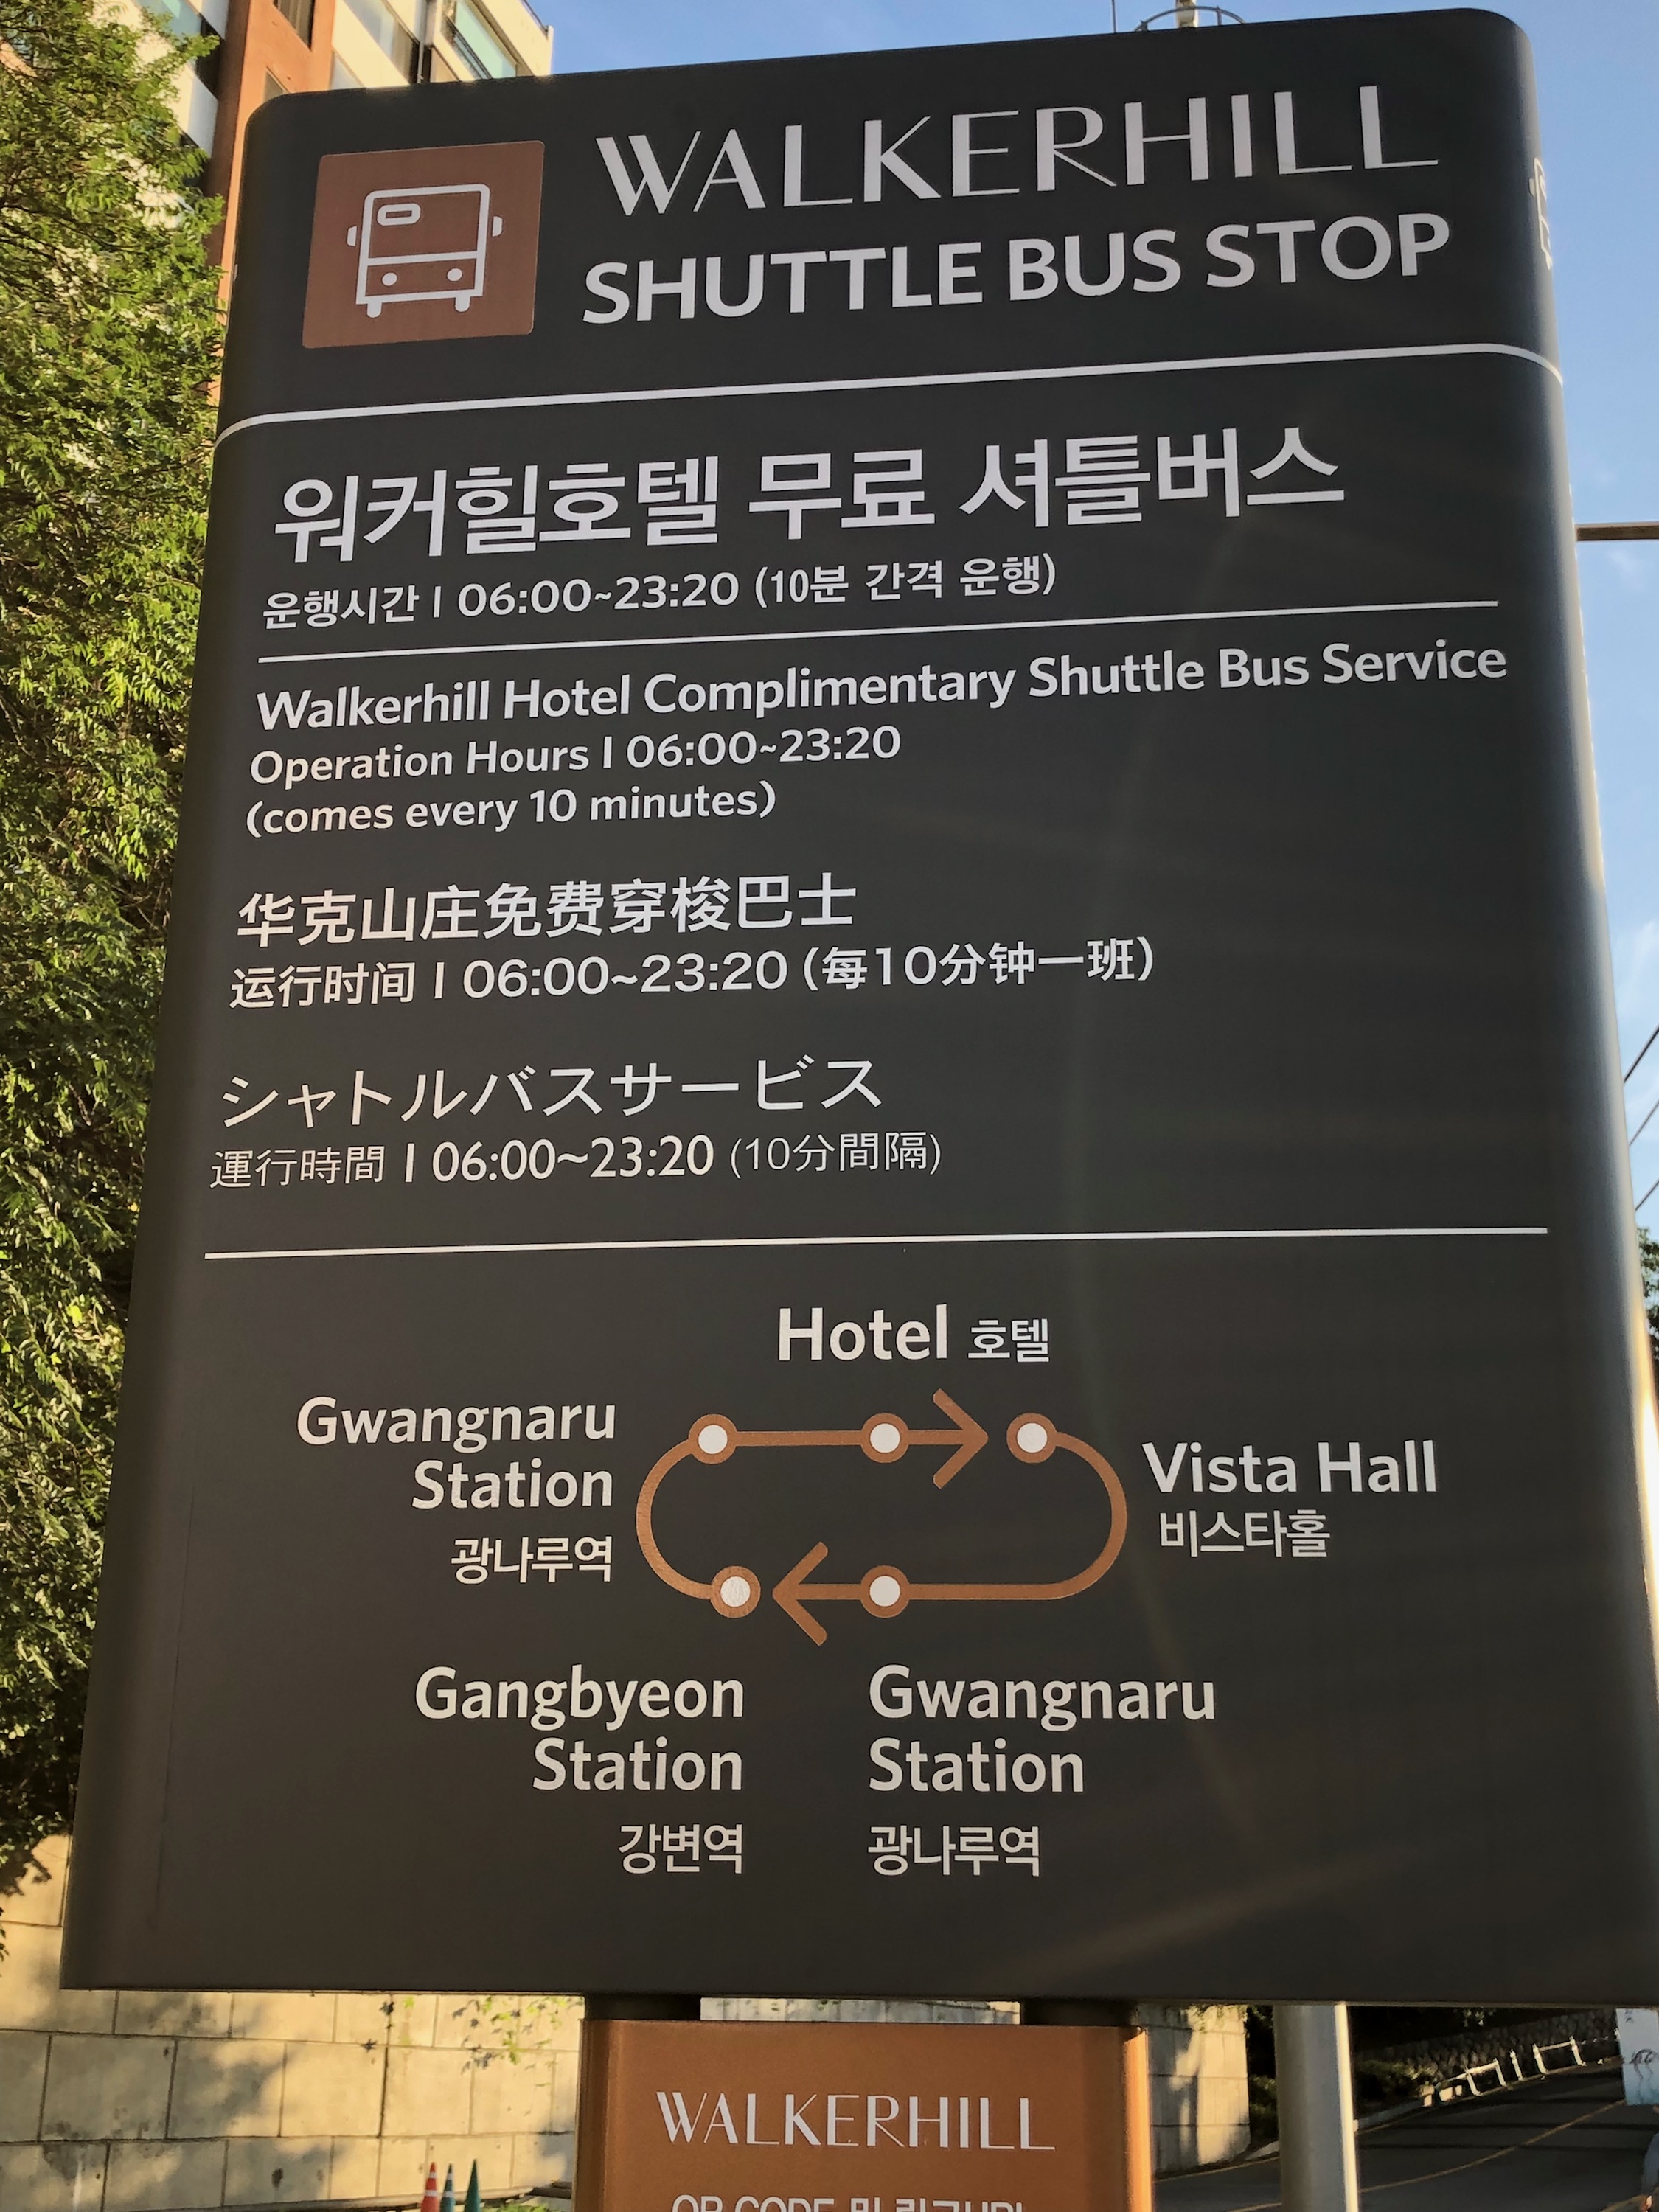 WALKERHILL
SHUTTLE BUS STOP
워커힐호텔 무료 셔틀버스
운행시간 | 06:00~23:20 (10분 간격 운행)
Walkerhill Hotel Complimentary Shuttle Bus Service
Operation Hours | 06:00~23:20
(comes every 10 minutes)
华克山庄免费穿梭巴士
运行时间 | 06:00~23:20 (每10分钟一班)
シャトルバスサービス
運行時間 | 06:00~23:20 (10分間隔)
Hotel 호텔
Gwangnaru
Station
광나루역
Vista Hall
비스타홀
Gangbyeon
Station
강변역
Gwangnaru
Station
광나루역
WALKERHILL
QR CODE 및